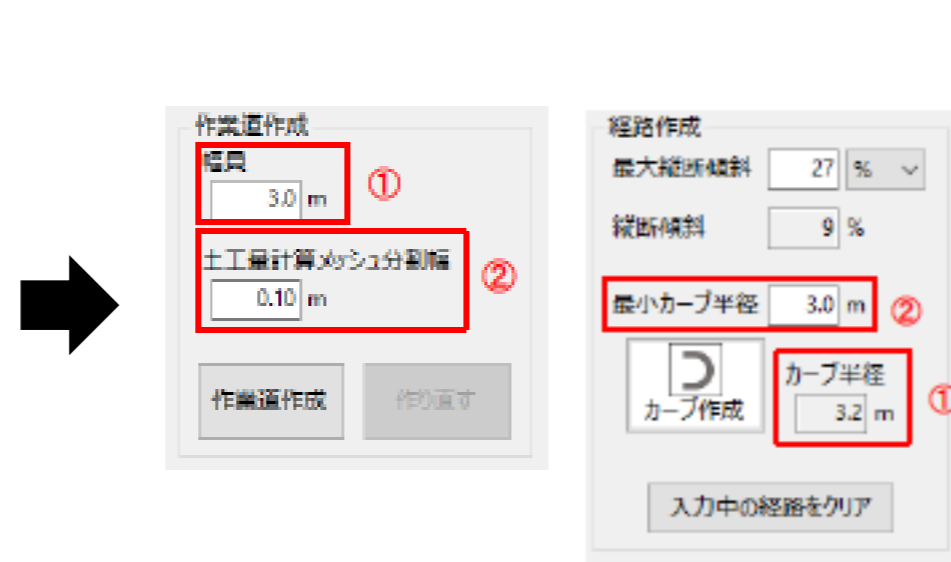 作業道作成
幅員
3.0 m
①
土工量計算メッシュ分割幅
0.10 m
②
作業道作成
作り直す
経路作成
最大縦断傾斜 27 %
縦断傾斜 9 %
最小カーブ半径 3.0 m
②
カーブ作成
カーブ半径
3.2 m
①
入力中の経路をクリア